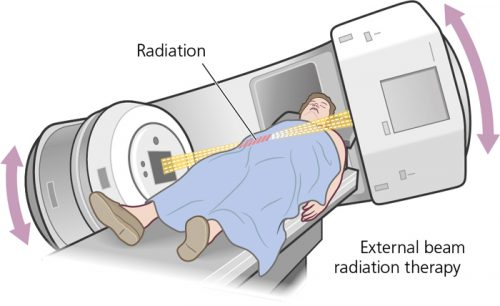 Radiation
External beam
radiation therapy